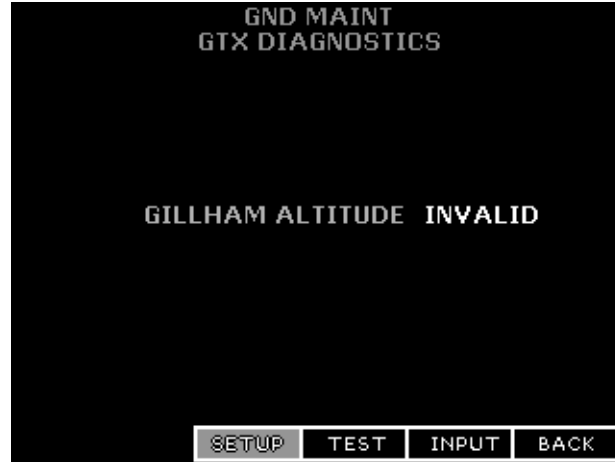 GND MAINT
GTX DIAGNOSTICS
GILLHAM ALTITUDE INVALID
SETUP TEST INPUT BACK